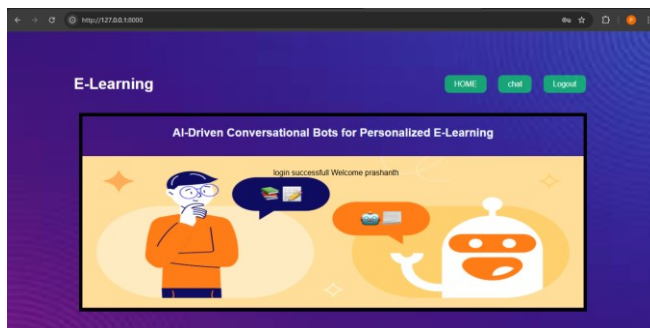 http://127.0.0.1:8000
E-Learning
HOME
chat
Logout
AI-Driven Conversational Bots for Personalized E-Learning
login successfull Welcome prashanth